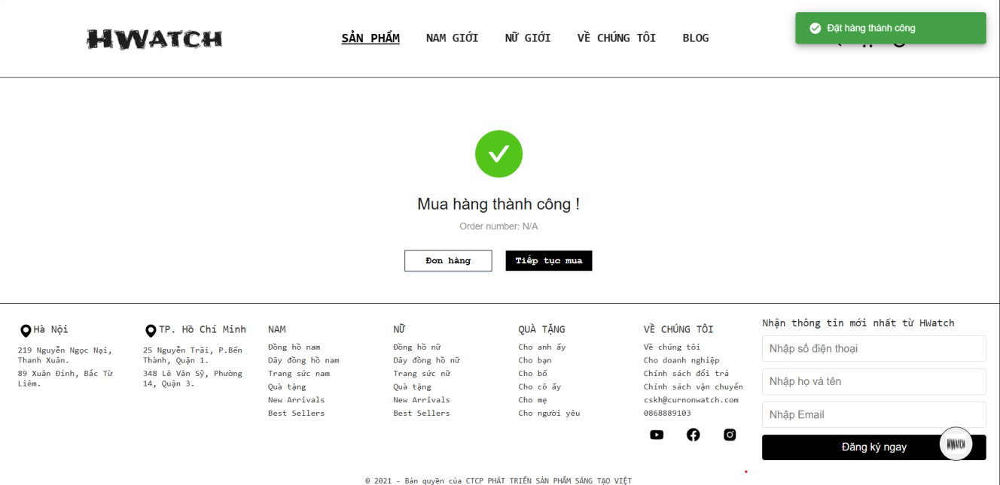 HWATCH
SẢN PHẨM
NAM GIỚI
NỮ GIỚI
VỀ CHÚNG TÔI
BLOG
Đặt hàng thành công
Mua hàng thành công !
Order number: N/A
Đơn hàng
Tiếp tục mua
Hà Nội
219 Nguyễn Ngọc Nại,
Thanh Xuân.
89 Xuân Đỉnh, Bắc Từ
Liêm.
TP. Hồ Chí Minh
25 Nguyễn Trãi, P.Bến
Thành, Quận 1.
348 Lê Văn Sỹ, Phường
14, Quận 3.
NAM
Đồng hồ nam
Dây đồng hồ nam
Trang sức nam
Quà tặng
New Arrivals
Best Sellers
NỮ
Đồng hồ nữ
Dây đồng hồ nữ
Trang sức nữ
Quà tặng
New Arrivals
Best Sellers
QUÀ TẶNG
Cho anh ấy
Cho bạn
Cho bố
Cho cô ấy
Cho mẹ
Cho người yêu
VỀ CHÚNG TÔI
Về chúng tôi
Cho doanh nghiệp
Chính sách đổi trả
Chính sách vận chuyển
cskh@curnonwatch.com
0868889103
Nhận thông tin mới nhất từ HWatch
Nhập số điện thoại
Nhập họ và tên
Nhập Email
Đăng ký ngay
HWATCH
© 2021 - Bản quyền của CTCP PHÁT TRIỂN SẢN PHẨM SÁNG TẠO VIỆT